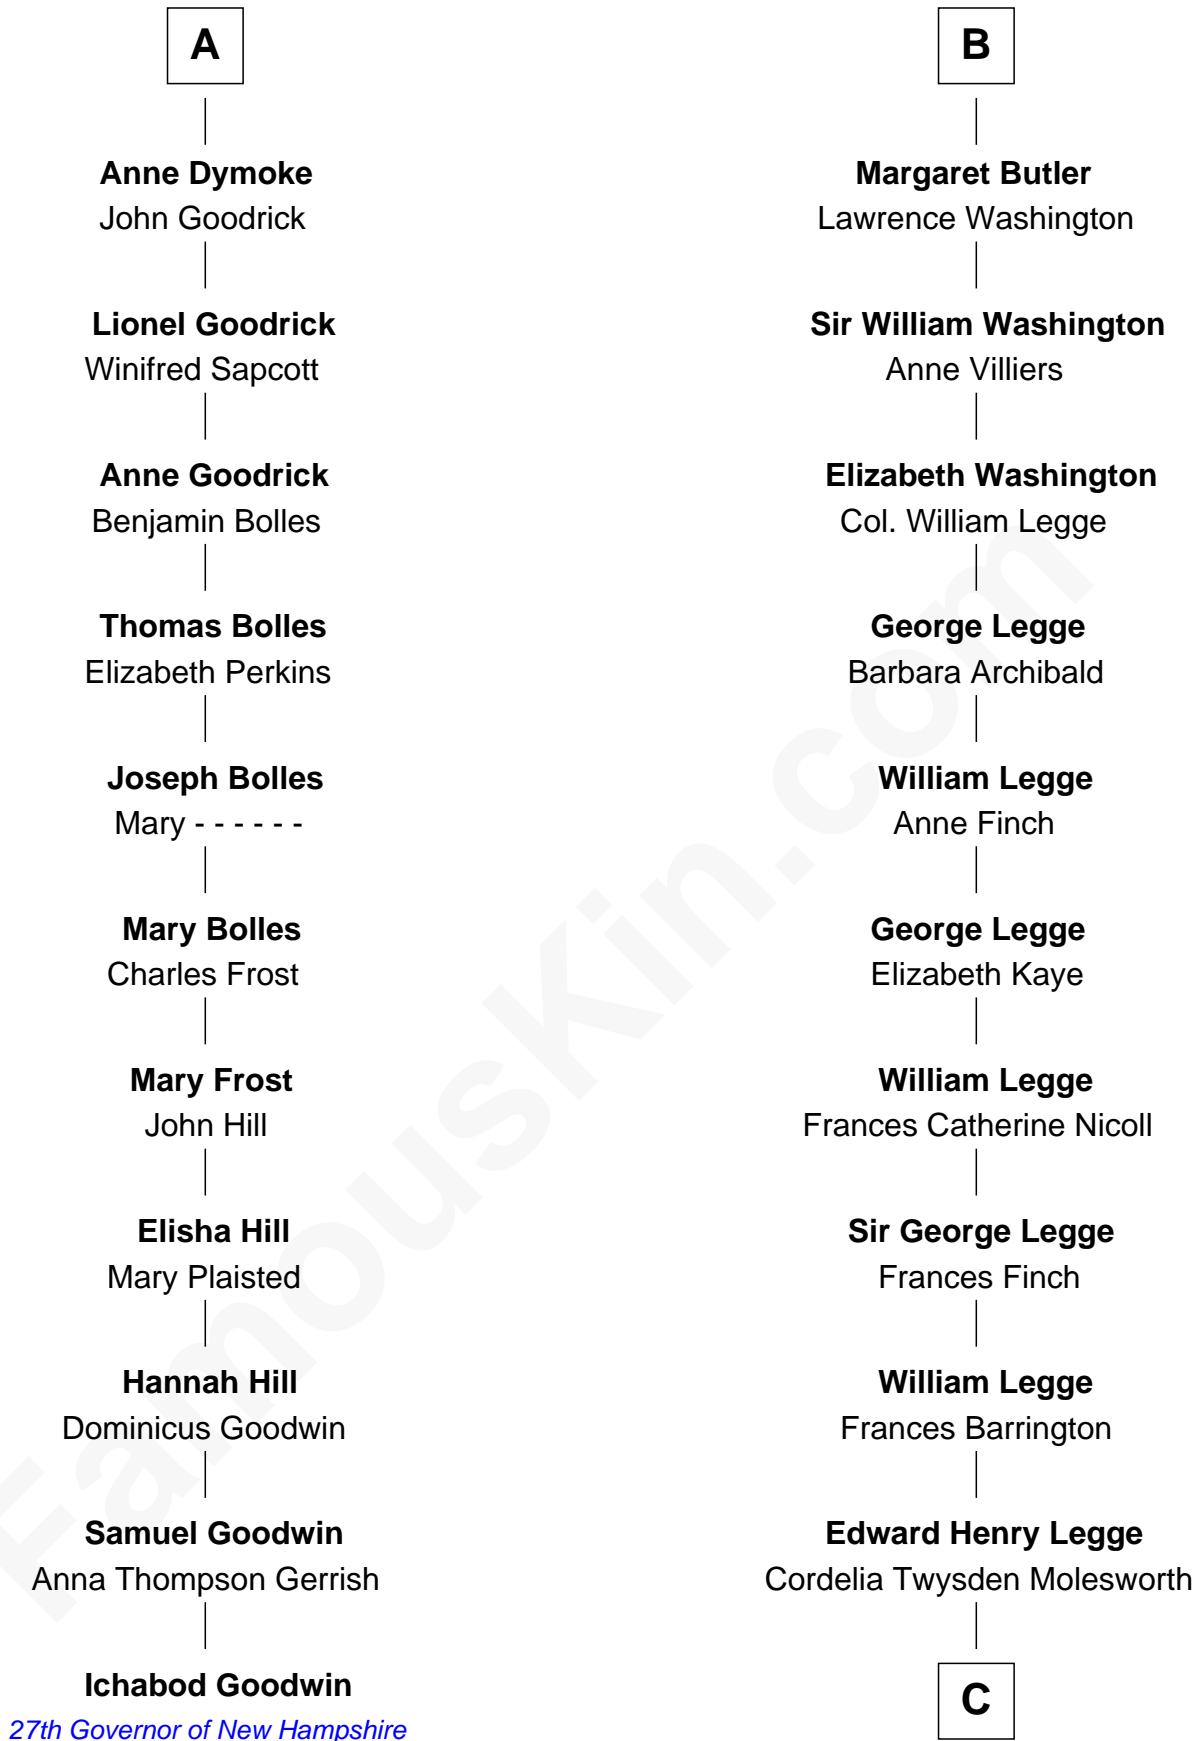 A
Anne Dymoke
John Goodrick
Lionel Goodrick
Winifred Sapcott
Anne Goodrick
Benjamin Bolles
Thomas Bolles
Elizabeth Perkins
Joseph Bolles
Mary - - - - - -
Mary Bolles
Charles Frost
Mary Frost
John Hill
Elisha Hill
Mary Plaisted
Hannah Hill
Dominicus Goodwin
Samuel Goodwin
Anna Thompson Gerrish
Ichabod Goodwin
27th Governor of New Hampshire
B
Margaret Butler
Lawrence Washington
Sir William Washington
Anne Villiers
Elizabeth Washington
Col. William Legge
George Legge
Barbara Archibald
William Legge
Anne Finch
George Legge
Elizabeth Kaye
William Legge
Frances Catherine Nicoll
Sir George Legge
Frances Finch
William Legge
Frances Barrington
Edward Henry Legge
Cordelia Twysden Molesworth
C
FamousKin.com